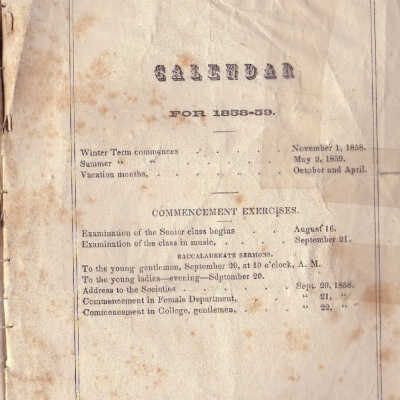 CALENDAR
FOR 1858-59.
Winter Term commences . . . . . November 1, 1858.
Summer “ “ . . . . . May 2, 1859.
Vacation months, . . . . . . . October and April.
COMMENCEMENT EXERCISES.
Examination of the Senior class begins . . . August 16.
Examination of the class in music, . . . . . September 21.
BACCALAUREATE SERMONS.
To the young gentlemen, September 20, at 10 o'clock, A. M.
To the young ladies—evening—Sdptember 20.
Address to the Societies . . . . . . Sept. 20, 1858.
Commencement in Female Department, “ 21, “
Commencement in College, gentlemen . . . . “ 22, “